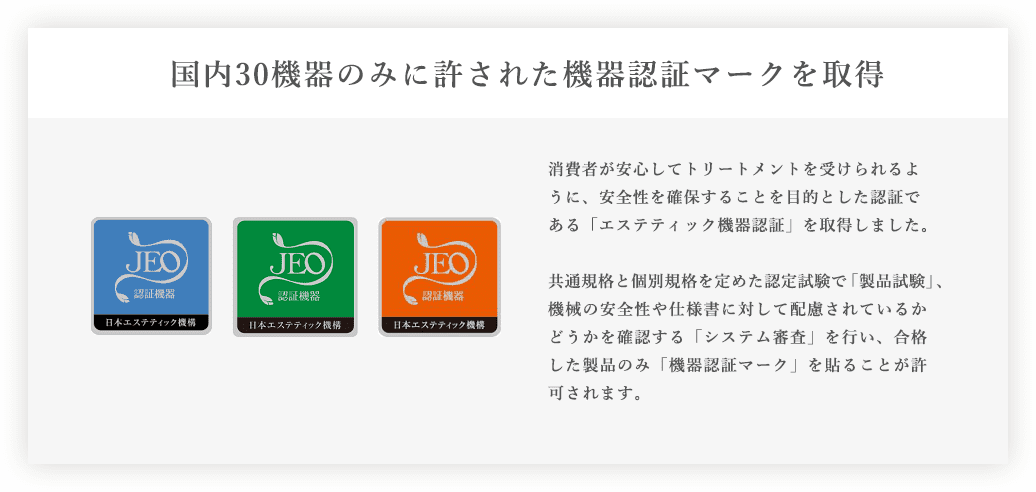 国内30機器のみに許された機器認証マークを取得
JEO
認証機器
日本エステティック機構
JEO
認証機器
日本エステティック機構
JEO
認証機器
日本エステティック機構
消費者が安心してトリートメントを受けられるよ
うに、安全性を確保することを目的とした認証で
ある「エステティック機器認証」を取得しました。
共通規格と個別規格を定めた認定試験で「製品試験」、
機械の安全性や仕様書に対して配慮されているか
どうかを確認する「システム審査」を行い、合格
した製品のみ「機器認証マーク」を貼ることが許
可されます。